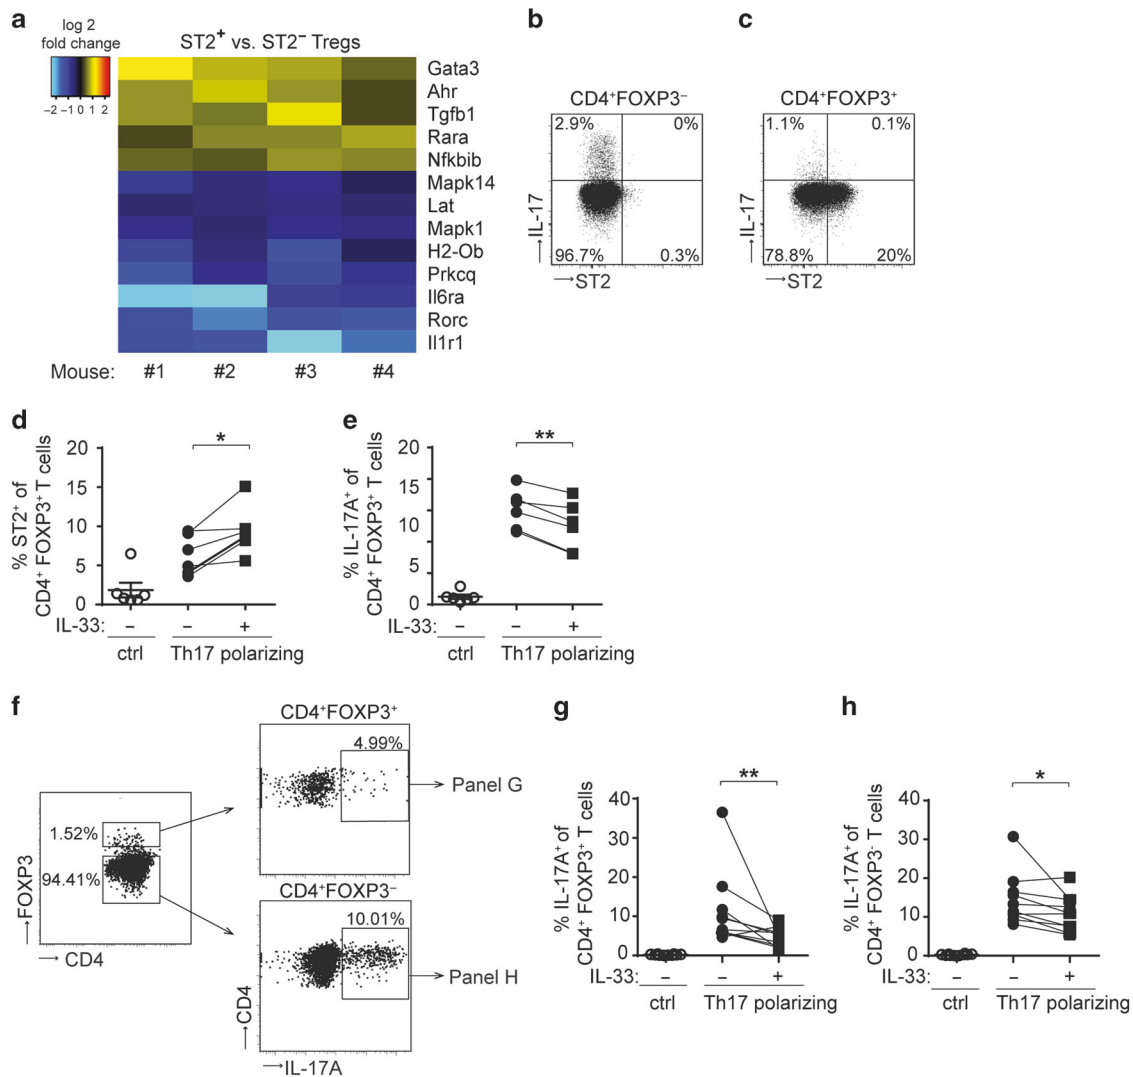 a
log 2
fold change
−2 −1 0 1 2
ST2⁺ vs. ST2⁻ Tregs
Gata3
Ahr
Tgfb1
Rara
Nfkbib
Mapk14
Lat
Mapk1
H2-Ob
Prkcq
Il6ra
Rorc
Il1r1
Mouse: #1 #2 #3 #4
b
CD4⁺FOXP3⁻
2.9% 0%
96.7% 0.3%
→IL-17
→ST2
c
CD4⁺FOXP3⁺
1.1% 0.1%
78.8% 20%
→IL-17
→ST2
d
% ST2⁺ of
CD4⁺ FOXP3⁺ T cells
20
15
10
5
0
*
IL-33: − − +
ctrl Th17 polarizing
e
% IL-17A⁺ of
CD4⁺ FOXP3⁺ T cells
20
15
10
5
0
**
IL-33: − − +
ctrl Th17 polarizing
f
1.52%
94.41%
→FOXP3
→ CD4
CD4⁺FOXP3⁺
4.99%
Panel G
CD4⁺FOXP3⁻
10.01%
Panel H
→CD4
→IL-17A
g
% IL-17A⁺ of
CD4⁺ FOXP3⁺ T cells
40
30
20
10
0
**
IL-33: − − +
ctrl Th17 polarizing
h
% IL-17A⁺ of
CD4⁺ FOXP3⁻ T cells
40
30
20
10
0
*
IL-33: − − +
ctrl Th17 polarizing